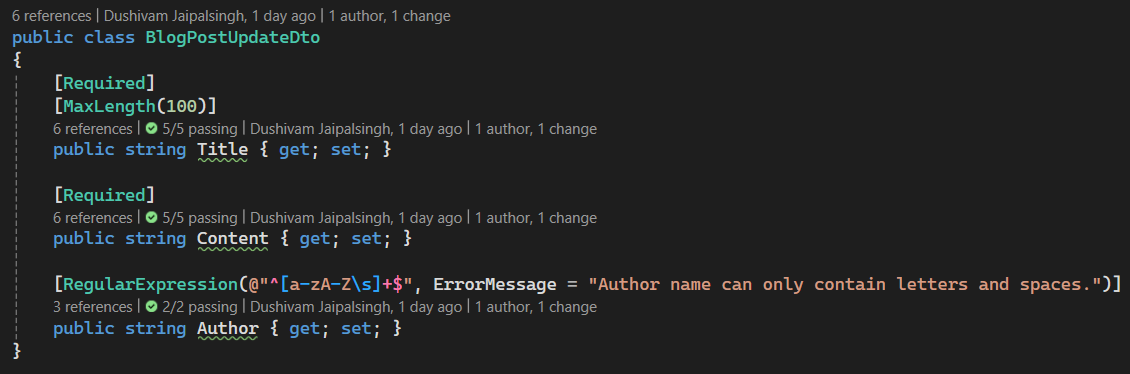 6 references | Dushivam Jaipalsingh, 1 day ago | 1 author, 1 change
public class BlogPostUpdateDto
{
[Required]
[MaxLength(100)]
6 references | 5/5 passing | Dushivam Jaipalsingh, 1 day ago | 1 author, 1 change
public string Title { get; set; }
[Required]
6 references | 5/5 passing | Dushivam Jaipalsingh, 1 day ago | 1 author, 1 change
public string Content { get; set; }
[RegularExpression(@"^[a-zA-Z\s]+$", ErrorMessage = "Author name can only contain letters and spaces.")]
3 references | 2/2 passing | Dushivam Jaipalsingh, 1 day ago | 1 author, 1 change
public string Author { get; set; }
}